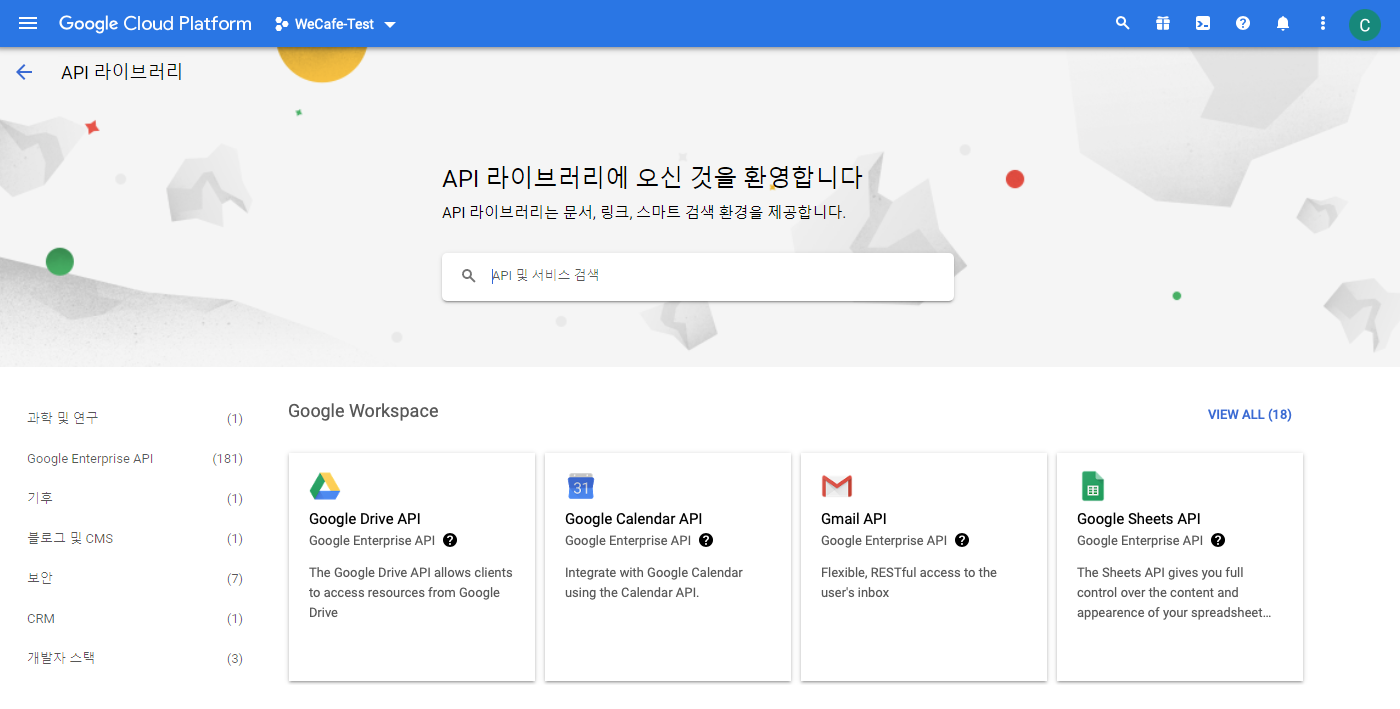 Google Cloud Platform WeCafe-Test C
API 라이브러리
API 라이브러리에 오신 것을 환영합니다
API 라이브러리는 문서, 링크, 스마트 검색 환경을 제공합니다.
API 및 서비스 검색
과학 및 연구 (1)
Google Enterprise API (181)
기후 (1)
블로그 및 CMS (1)
보안 (7)
CRM (1)
개발자 스택 (3)
Google Workspace VIEW ALL (18)
Google Drive API
Google Enterprise API
The Google Drive API allows clients
to access resources from Google
Drive
31
Google Calendar API
Google Enterprise API
Integrate with Google Calendar
using the Calendar API.
Gmail API
Google Enterprise API
Flexible, RESTful access to the
user's inbox
Google Sheets API
Google Enterprise API
The Sheets API gives you full
control over the content and
appearence of your spreadsheet…